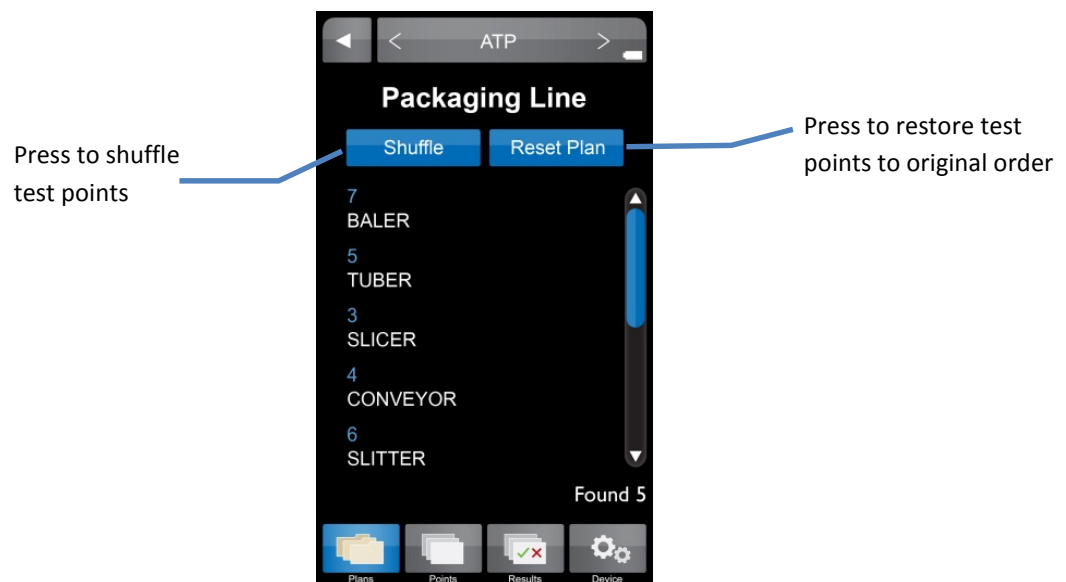 < ATP >
Packaging Line
Shuffle Reset Plan
Press to shuffle
test points
Press to restore test
points to original order
7
BALER
5
TUBER
3
SLICER
4
CONVEYOR
6
SLITTER
Found 5
Plans Points Results Device